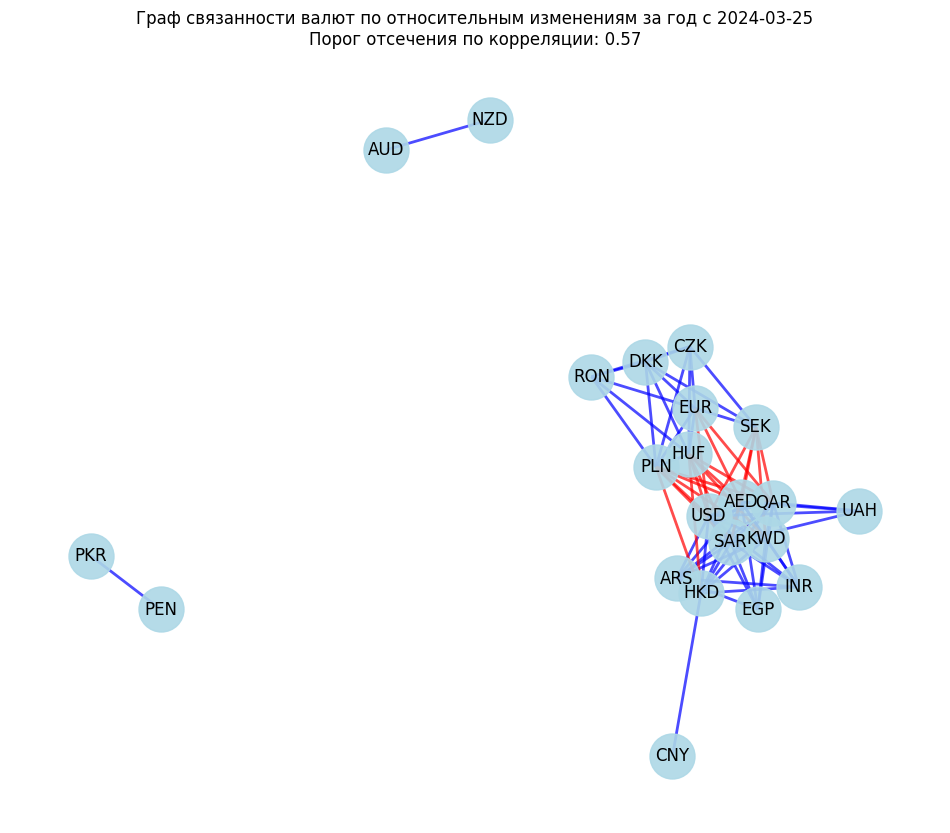 Граф связанности валют по относительным изменениям за год с 2024-03-25
Порог отсечения по корреляции: 0.57
NZD
AUD
CZK
DKK
RON
EUR
SEK
HUF
PLN
AED
QAR
UAH
USD
SAR
KWD
PKR
ARS
INR
HKD
PEN
EGP
CNY